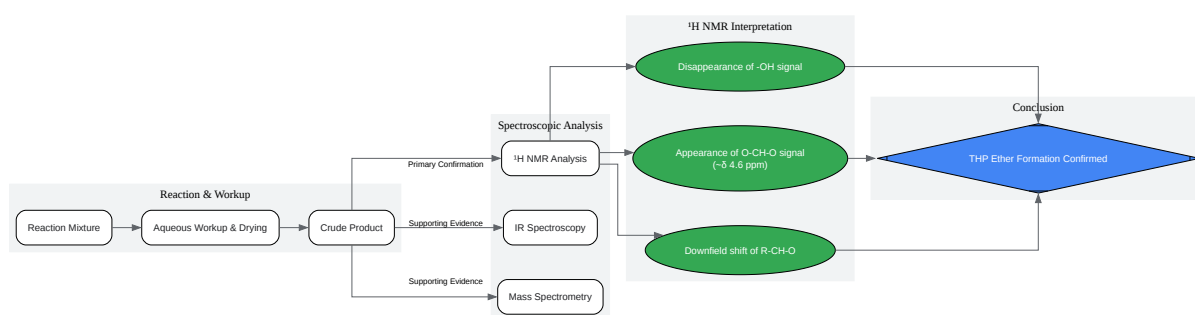 Reaction & Workup
Reaction Mixture
Aqueous Workup & Drying
Crude Product
Primary Confirmation
Supporting Evidence
Supporting Evidence
Spectroscopic Analysis
¹H NMR Analysis
IR Spectroscopy
Mass Spectrometry
¹H NMR Interpretation
Disappearance of -OH signal
Appearance of O-CH-O signal
(~δ 4.6 ppm)
Downfield shift of R-CH-O
Conclusion
THP Ether Formation Confirmed